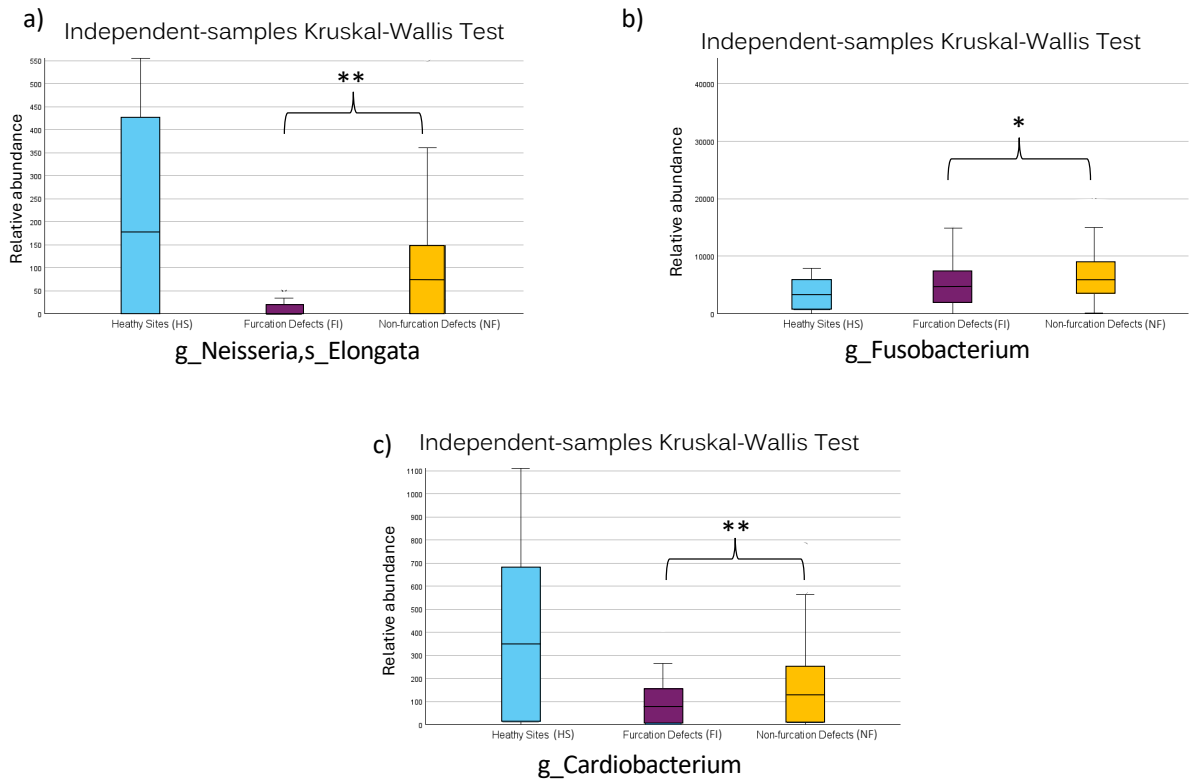 a)
Independent-samples Kruskal-Wallis Test
Relative abundance
550
500
450
400
350
300
250
200
150
100
50
0
**
Heathy Sites (HS) Furcation Defects (FI) Non-furcation Defects (NF)
g_Neisseria,s_Elongata
b)
Independent-samples Kruskal-Wallis Test
Relative abundance
40000
30000
20000
10000
0
*
Heathy Sites (HS) Furcation Defects (FI) Non-furcation Defects (NF)
g_Fusobacterium
c)
Independent-samples Kruskal-Wallis Test
Relative abundance
1100
1000
900
800
700
600
500
400
300
200
100
0
**
Heathy Sites (HS) Furcation Defects (FI) Non-furcation Defects (NF)
g_Cardiobacterium